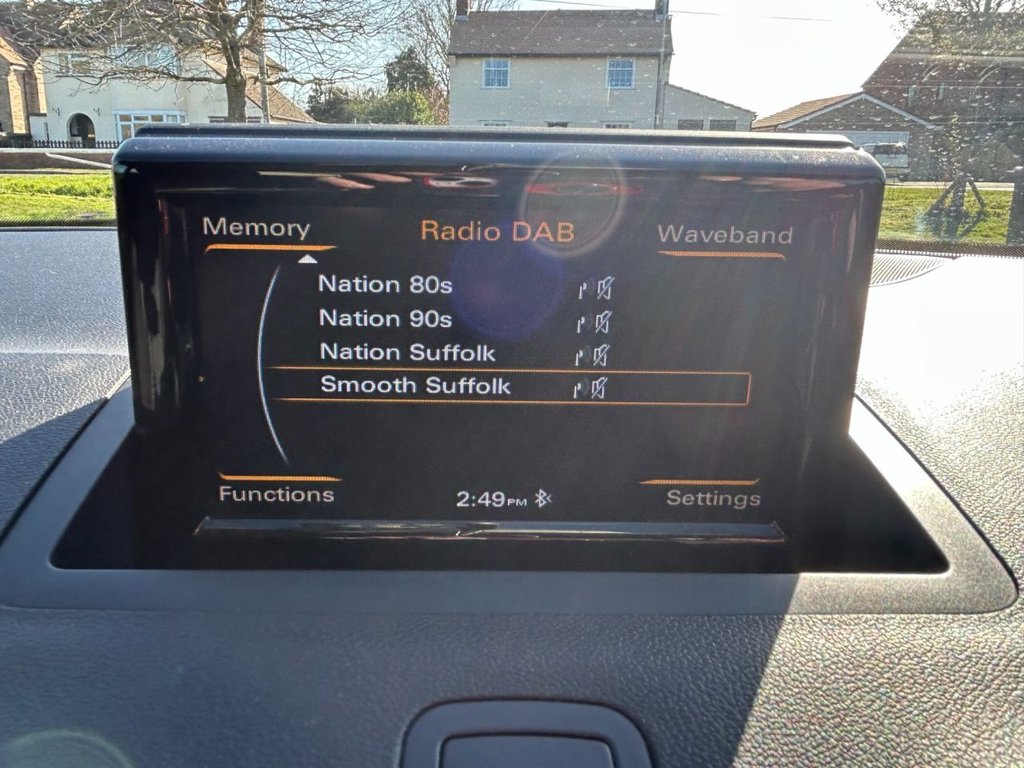 Memory Radio DAB Waveband
Nation 80s
Nation 90s
Nation Suffolk
Smooth Suffolk
Functions 2:49PM Settings